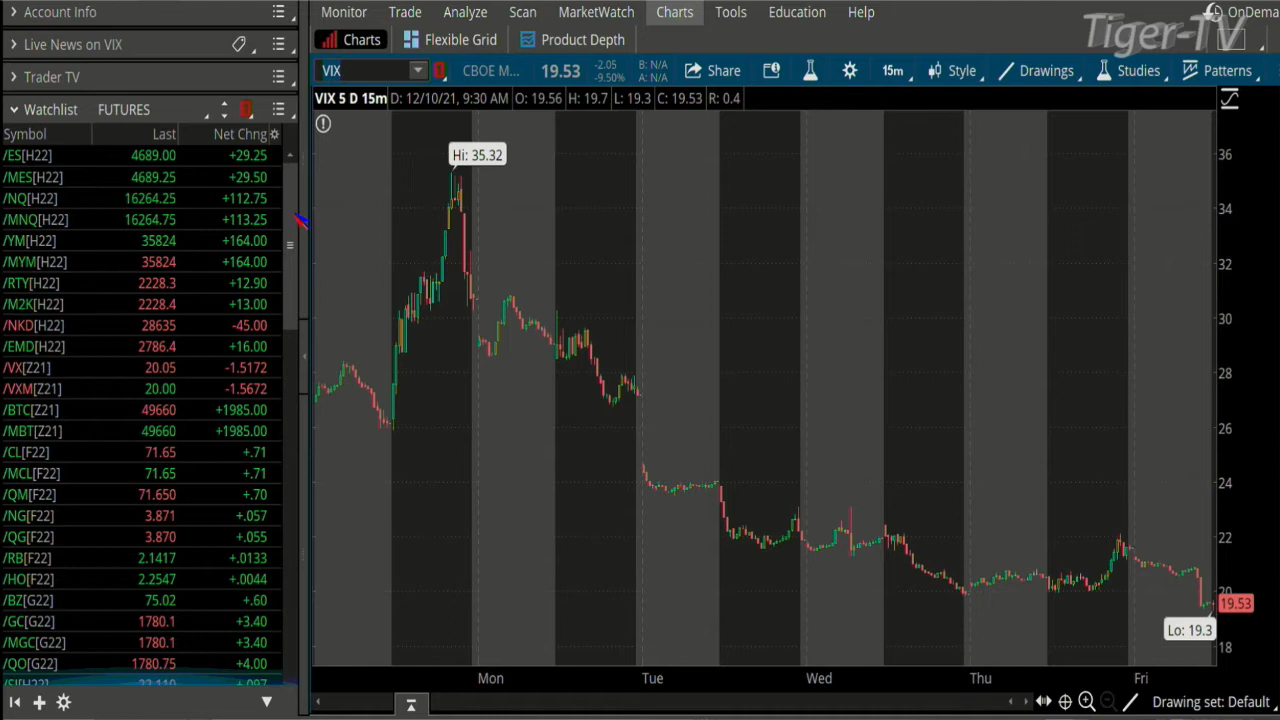 Account Info
Live News on VIX
Trader TV
Watchlist FUTURES
Symbol Last Net Chng
/ES[H22] 4689.00 +29.25
/MES[H22] 4689.25 +29.50
/NQ[H22] 16264.25 +112.75
/MNQ[H22] 16264.75 +113.25
/YM[H22] 35824 +164.00
/MYM[H22] 35824 +164.00
/RTY[H22] 2228.3 +12.90
/M2K[H22] 2228.4 +13.00
/NKD[H22] 28635 -45.00
/EMD[H22] 2786.4 +16.00
/VX[Z21] 20.05 -1.5172
/VXM[Z21] 20.00 -1.5672
/BTC[Z21] 49660 +1985.00
/MBT[Z21] 49660 +1985.00
/CL[F22] 71.65 +.71
/MCL[F22] 71.65 +.71
/QM[F22] 71.650 +.70
/NG[F22] 3.871 +.057
/QG[F22] 3.870 +.055
/RB[F22] 2.1417 +.0133
/HO[F22] 2.2547 +.0044
/BZ[G22] 75.02 +.60
/GC[G22] 1780.1 +3.40
/MGC[G22] 1780.1 +3.40
/QO[G22] 1780.75 +4.00
Monitor Trade Analyze Scan MarketWatch Charts Tools Education Help OnDema
Tiger-TV
Charts Flexible Grid Product Depth
VIX 1 CBOE M... 19.53 -2.05 B: N/A Share 15m Style Drawings Studies Patterns
-9.50% A: N/A
VIX 5 D 15m D: 12/10/21, 9:30 AM O: 19.56 H: 19.7 L: 19.3 C: 19.53 R: 0.4
Hi: 35.32
36
34
32
30
28
26
24
22
20
19.53
Lo: 19.3
18
Mon Tue Wed Thu Fri
Drawing set: Default